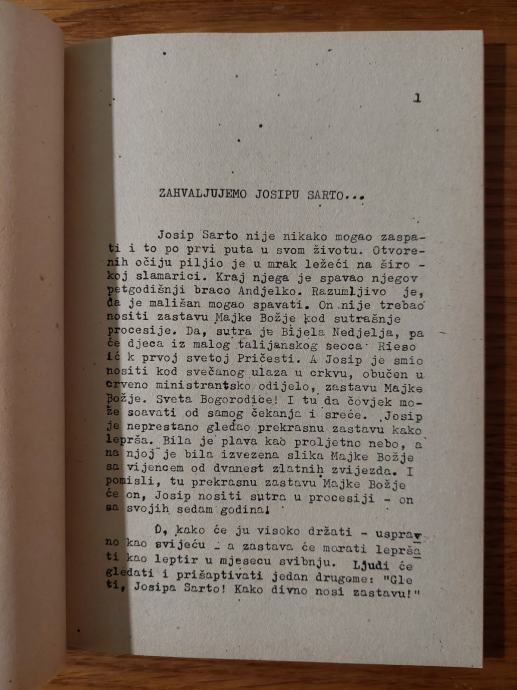 1
ZAHVALJUJEMO JOSIPU SARTO...
Josip Sarto nije nikako mogao zaspa-
ti i to po prvi puta u svom životu. Otvore-
nih očiju piljio je u mrak ležeći na širo -
koj slamarici. Kraj njega je spavao njegov
petgodišnji braco Andjelko. Razumljivo je,
da je mališan mogao spavati. On nije trebao
nositi zastavu Majke Božje kod sutrašnje
procesije. Da, sutra je Bijela Nedjelja, pa
će djeca iz malog talijanskog seoca Rieso
ić k prvoj svetoj Pričesti. A Josip je smio
nositi kod svečanog ulaza u crkvu, obučen u
crveno ministrantsko odijelo, zastavu Majke
Božje. Sveta Bogorodice! I tu da čovjek mo-
že soavati od samog čekanja i sreće. Josip
je neprestano gledao prekrasnu zastavu kako
leprša. Bila je plava kao proljetno nebo, a
na njoj je bila izvezena slika Majke Božje
sa vijencem od dvanest zlatnih zvijezda. I
pomisli, tu prekrasnu zastavu Majke Božje
će on, Josip nositi sutra u procesiji - on
sa svojih sedam godina!
O, kako će ju visoko držati - usprav
no kao svijeću - a zastava će morati leprša
ti kao leptir u mjesecu svibnju. Ljudi će
gledati i prišaptivati jedan drugome: "Gle
ti, Josipa Sarto! Kako divno nosi zastavu!"